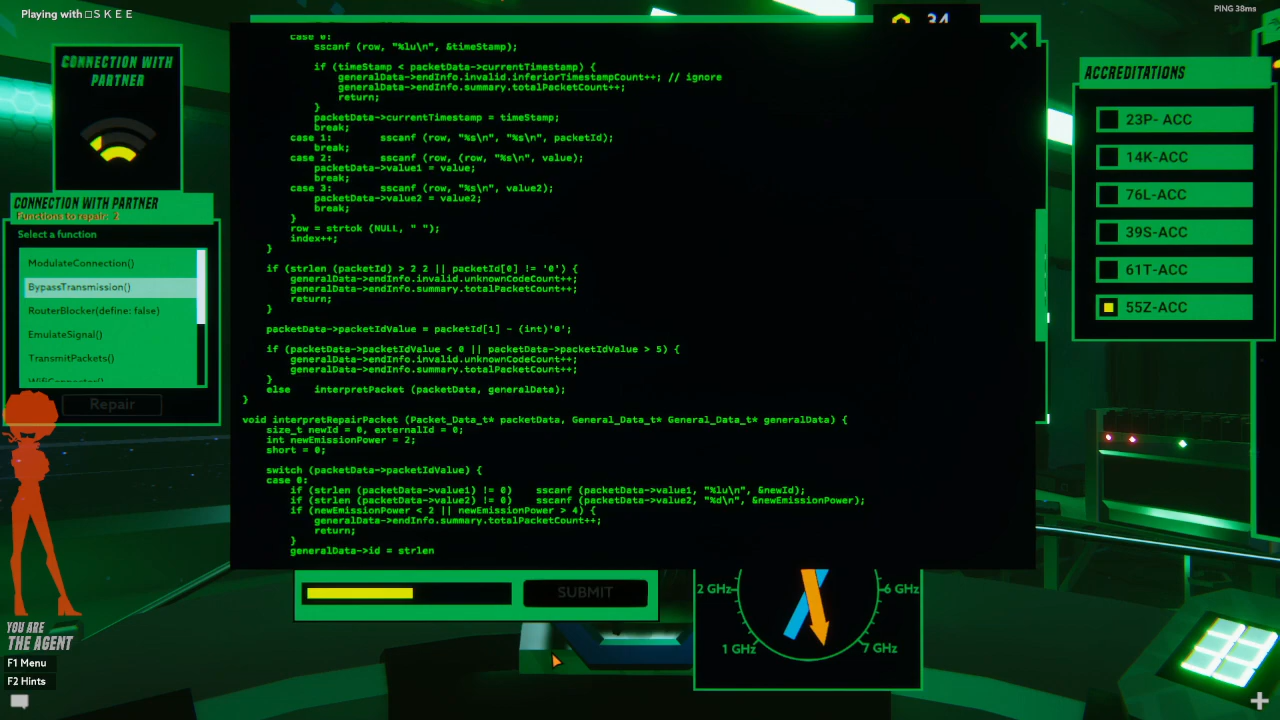 Playing with □ S K E E
PING 38ms
34
CONNECTION WITH
PARTNER
CONNECTION WITH PARTNER
Functions to repair: 2
Select a function
ModulateConnection()
BypassTransmission()
RouterBlocker(define: false)
EmulateSignal()
TransmitPackets()
Repair
YOU ARE
THE AGENT
F1 Menu
F2 Hints
case 0:
sscanf (row, "%lu\n", &timeStamp);
if (timeStamp < packetData->currentTimestamp) {
generalData->endInfo.invalid.inferiorTimestampCount++; // ignore
generalData->endInfo.summary.totalPacketCount++;
return;
}
packetData->currentTimestamp = timeStamp;
break;
case 1: sscanf (row, "%s\n", "%s\n", packetId);
break;
case 2: sscanf (row, (row, "%s\n", value);
packetData->value1 = value;
break;
case 3: sscanf (row, "%s\n", value2);
packetData->value2 = value2;
break;
}
row = strtok (NULL, " ");
index++;
}
if (strlen (packetId) > 2 2 || packetId[0] != '0') {
generalData->endInfo.invalid.unknownCodeCount++;
generalData->endInfo.summary.totalPacketCount++;
return;
}
packetData->packetIdValue = packetId[1] - (int)'0';
if (packetData->packetIdValue < 0 || packetData->packetIdValue > 5) {
generalData->endInfo.invalid.unknownCodeCount++;
generalData->endInfo.summary.totalPacketCount++;
}
else interpretPacket (packetData, generalData);
}
void interpretRepairPacket (Packet_Data_t* packetData, General_Data_t* General_Data_t* generalData) {
size_t newId = 0, externalId = 0;
int newEmissionPower = 2;
short = 0;
switch (packetData->packetIdValue) {
case 0:
if (strlen (packetData->value1) != 0) sscanf (packetData->value1, "%lu\n", &newId);
if (strlen (packetData->value2) != 0) sscanf (packetData->value2, "%d\n", &newEmissionPower);
if (newEmissionPower < 2 || newEmissionPower > 4) {
generalData->endInfo.summary.totalPacketCount++;
return;
}
generalData->id = strlen
SUBMIT
2 GHz
6 GHz
1 GHz
7 GHz
ACCREDITATIONS
23P- ACC
14K-ACC
76L-ACC
39S-ACC
61T-ACC
55Z-ACC